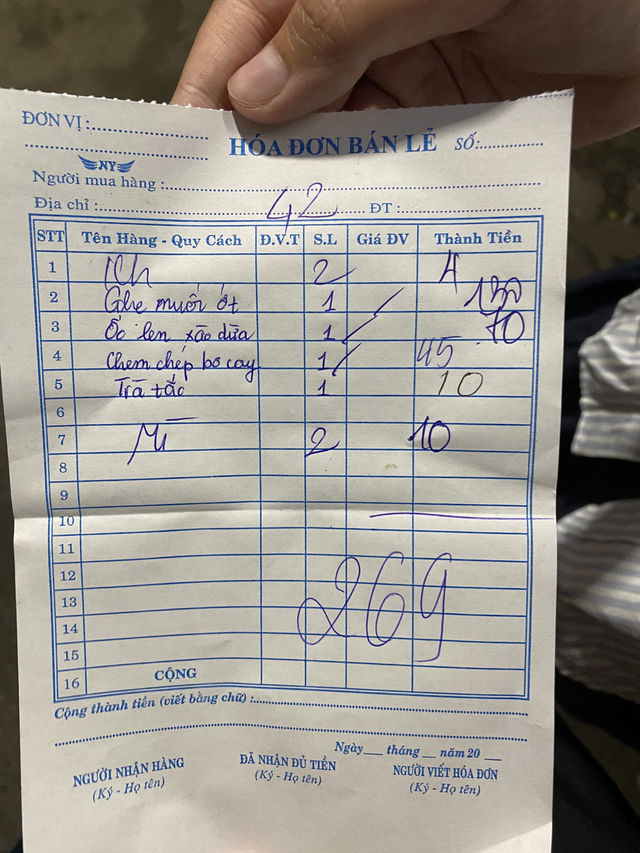 ĐƠN VỊ :
HÓA ĐƠN BÁN LẺ SỐ:
NY
Người mua hàng :
Địa chỉ : 42 ĐT :
STT Tên Hàng - Quy Cách Đ.V.T S.L Giá ĐV Thành Tiền
1 2 4
2 Ghẹ muối ớt 1 130
3 Ốc len xào dừa 1 70
4 Chem chép bơ cay 1 45
5 Trà tắc 1 10
6
7 Mì 2 10
8
9
10
11
12
13
14
15
269
16 CỘNG
Cộng thành tiền (viết bằng chữ) :
Ngày tháng năm 20
NGƯỜI NHẬN HÀNG ĐÃ NHẬN ĐỦ TIỀN NGƯỜI VIẾT HÓA ĐƠN
(Ký - Họ tên) (Ký - Họ tên) (Ký - Họ tên)